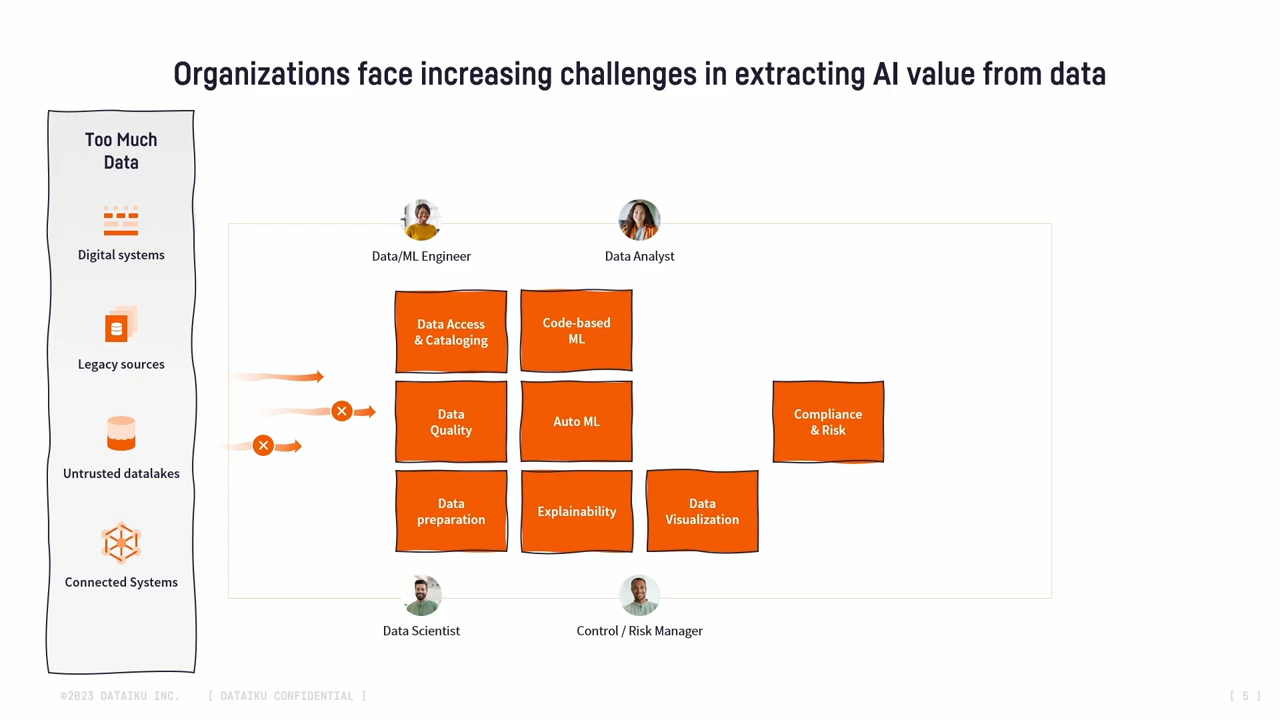 Organizations face increasing challenges in extracting AI value from data
Too Much
Data
Digital systems
Legacy sources
Untrusted datalakes
Connected Systems
Data/ML Engineer
Data Analyst
Data Access
& Cataloging
Code-based
ML
Data
Quality
Auto ML
Compliance
& Risk
Data
preparation
Explainability
Data
Visualization
Data Scientist
Control / Risk Manager
©2023 DATAIKU INC. [ DATAIKU CONFIDENTIAL ]
[ 5 ]